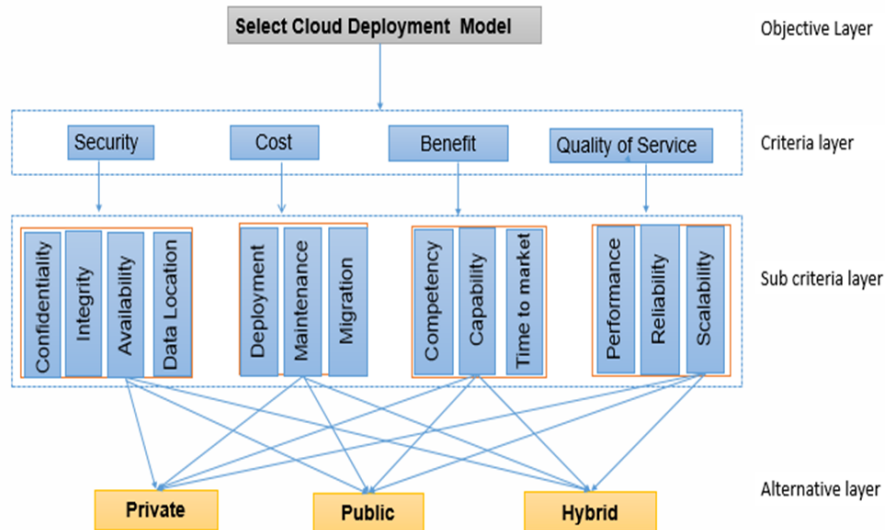 Select Cloud Deployment  Model
Objective Layer
Security
Cost
Benefit
Quality of Service
Criteria layer
Confidentiality
Integrity
Availability
Data Location
Deployment
Maintenance
Migration
Competency
Capability
Time to market
Performance
Reliability
Scalability
Sub criteria layer
Private
Public
Hybrid
Alternative layer